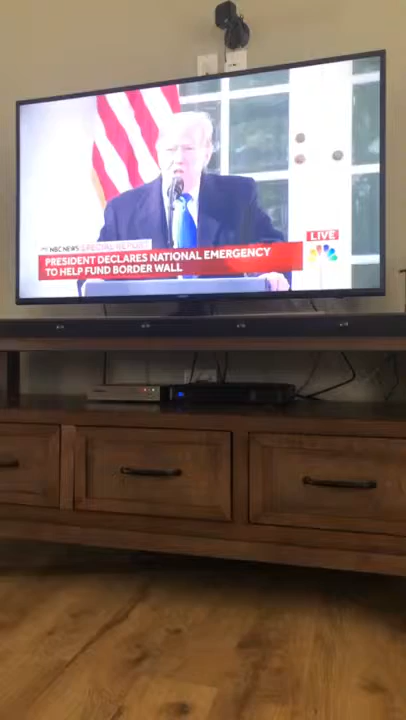 NBC NEWS SPECIAL REPORT
PRESIDENT DECLARES NATIONAL EMERGENCY
TO HELP FUND BORDER WALL
LIVE